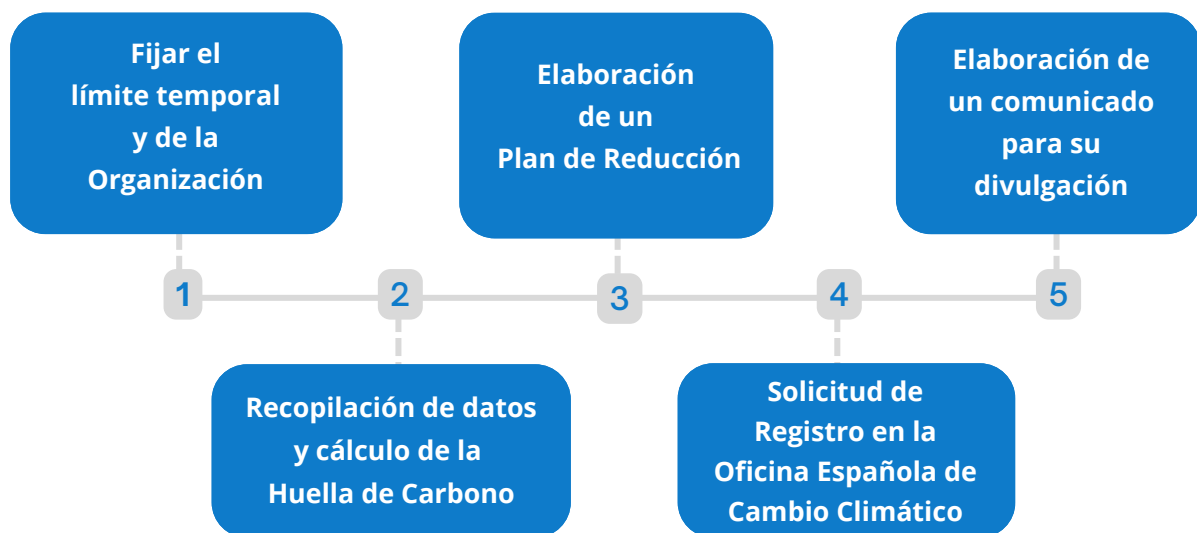 Fijar el
límite temporal
y de la
Organización
Elaboración
de un
Plan de Reducción
Elaboración de
un comunicado
para su
divulgación
1
2
3
4
5
Recopilación de datos
y cálculo de la
Huella de Carbono
Solicitud de
Registro en la
Oficina Española de
Cambio Climático